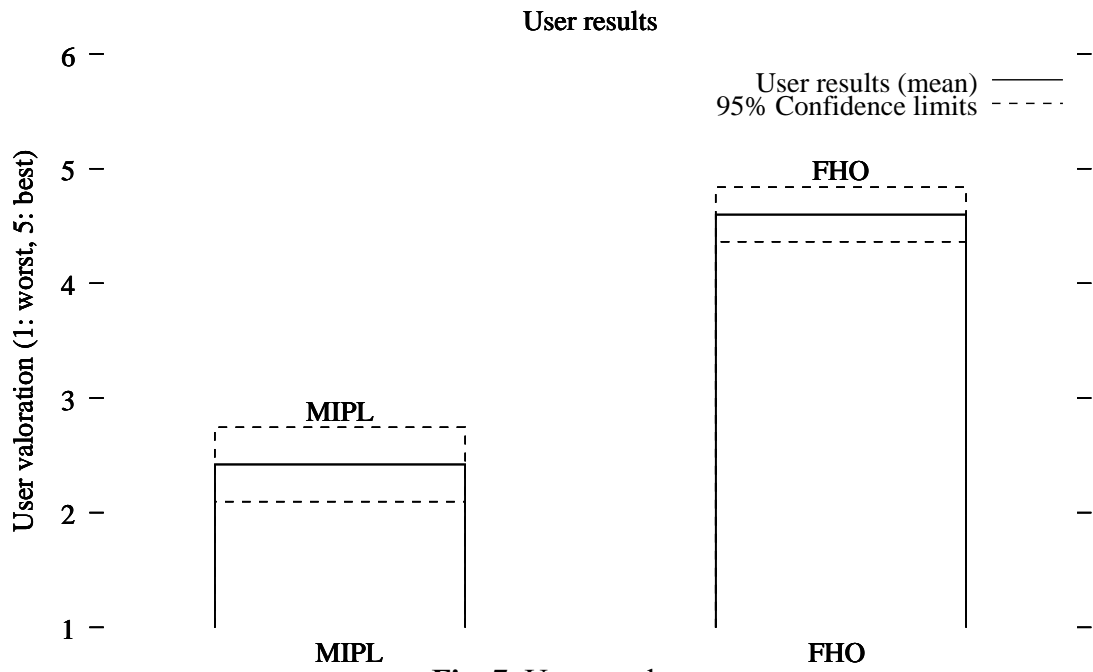 User results
6
User results (mean)
95% Confidence limits
5
FHO
4
3
MIPL
2
1
User valoration (1: worst, 5: best)
MIPL
FHO